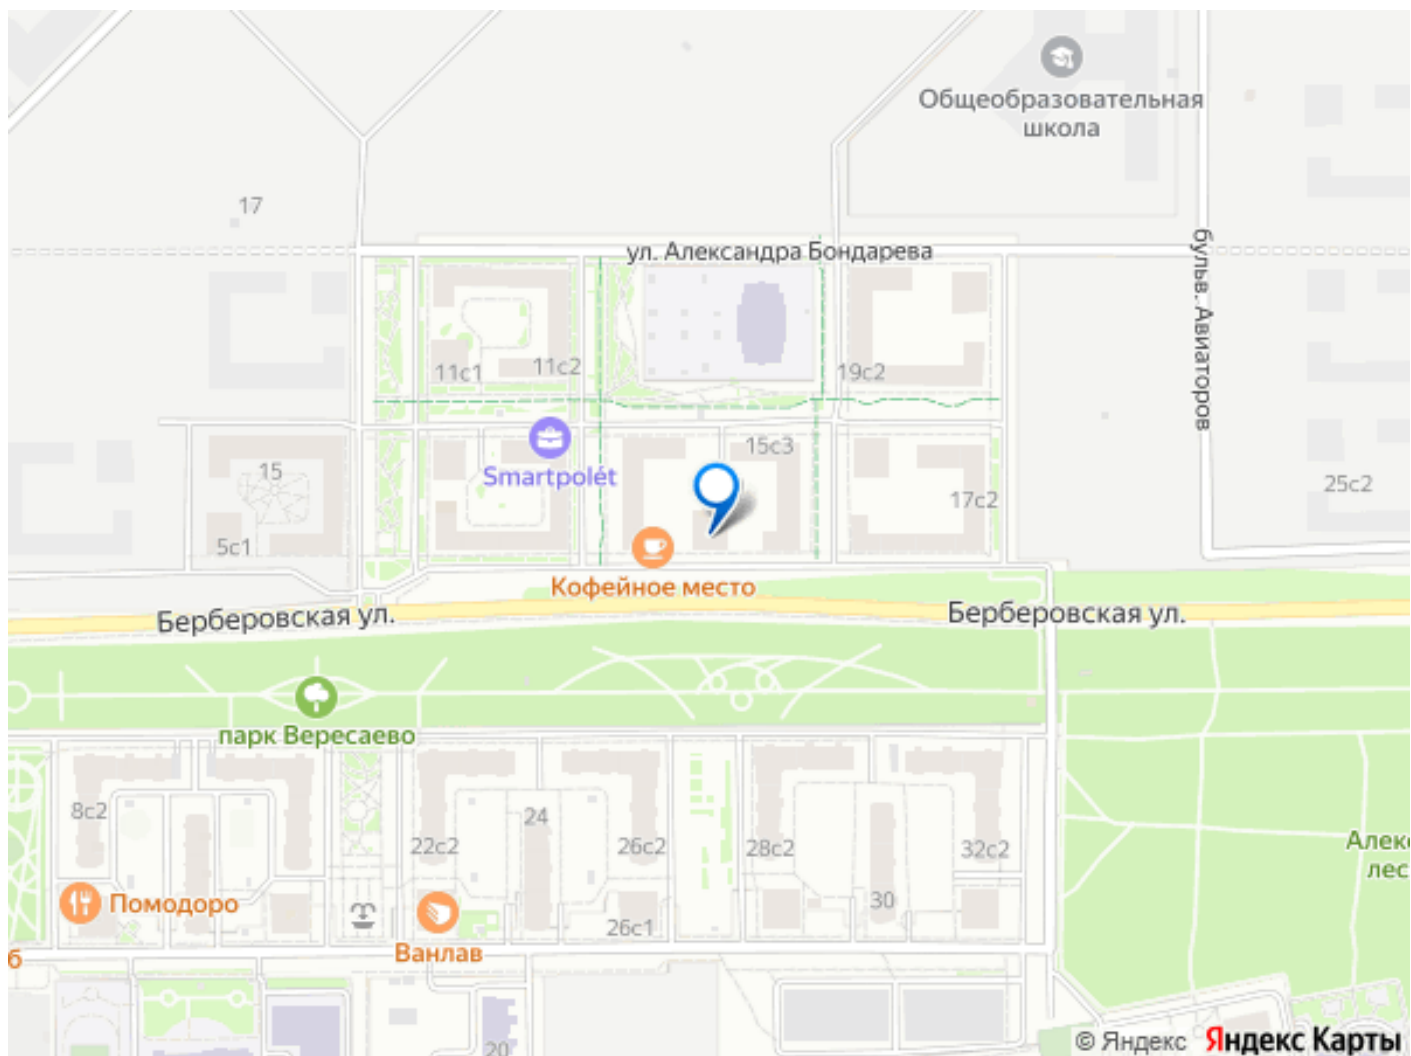 Общеобразовательная
школа
17
ул. Александра Бондарева
бульв. Авиаторов
11с1
11с2
19с2
15с3
15
Smartpolét
25с2
17с2
5с1
Кофейное место
Берберовская ул.
Берберовская ул.
парк Вересаево
8с2
24
22с2
26с2
28с2
32с2
Алек
лес
30
Помодоро
26с1
Ванлав
б
20
© Яндекс Яндекс Карты